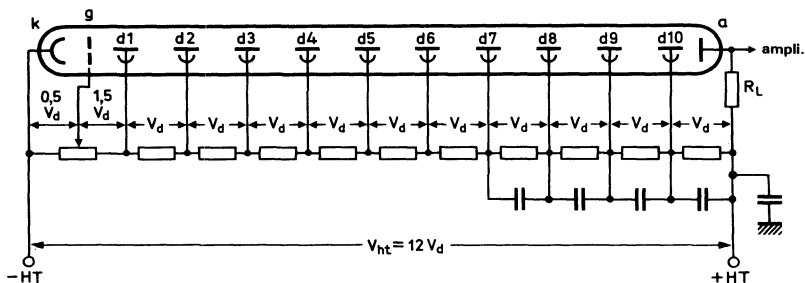 k g d1 d2 d3 d4 d5 d6 d7 d8 d9 d10 a
ampli.
R_L
0,5 V_d 1,5 V_d V_d V_d V_d V_d V_d V_d V_d V_d V_d V_d
V_ht = 12 V_d
−HT +HT